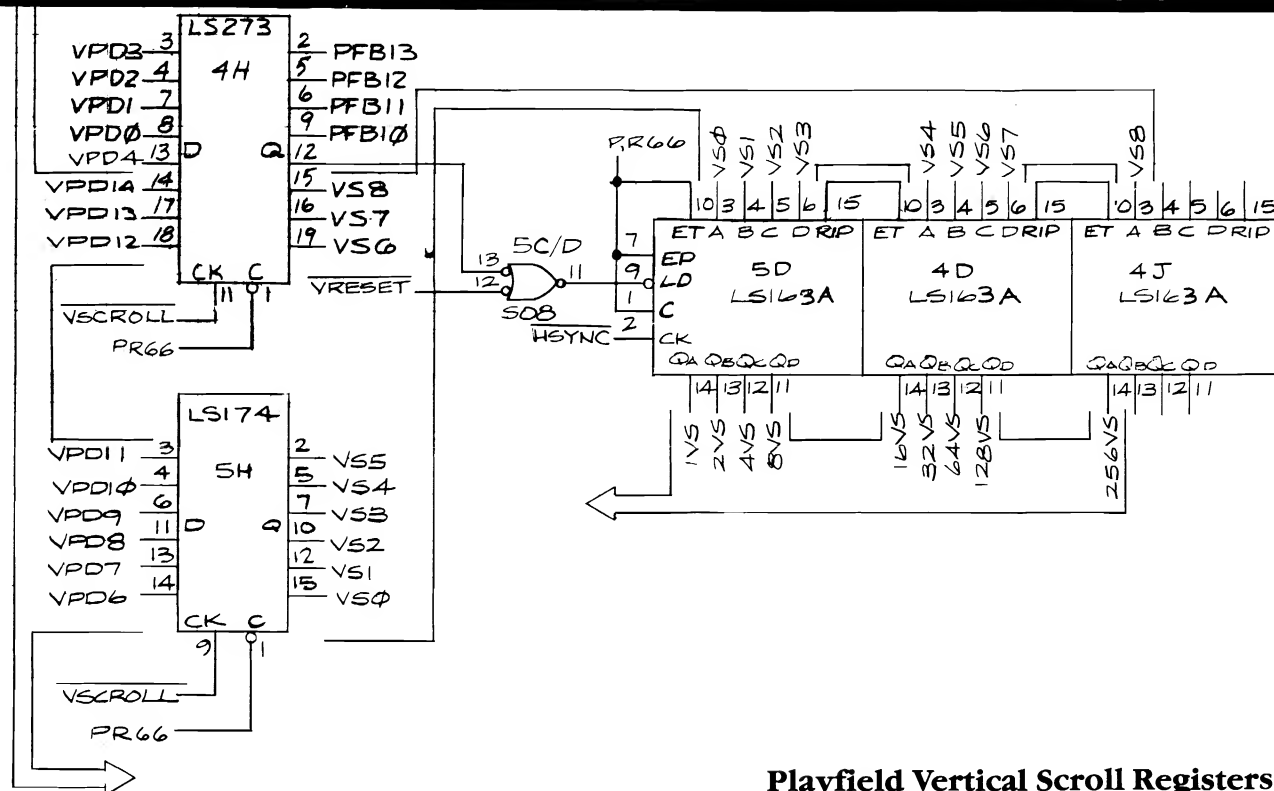 LS273
4H
VPD3 3 2 PFB13
VPD2 4 5 PFB12
VPD1 7 6 PFB11
VPDØ 8 9 PFB1Ø
VPD4 13 D Q 12
VPD14 14 15 VS8
VPD13 17 16 VS7
VPD12 18 19 VS6
CK C
11 1
VSCROLL
PR66
LS174
5H
VPD11 3 2 VS5
VPD1Ø 4 5 VS4
VPD9 6 7 VS3
VPD8 11 D Q 10 VS2
VPD7 13 12 VS1
VPD6 14 15 VSØ
CK C
9 1
VSCROLL
PR66
5C/D
13
12
11
SO8
VRESET
PR66
HSYNC
VSØ VS1 VS2 VS3
VS4 VS5 VS6 VS7
VS8
10 3 4 5 6 15
10 3 4 5 6 15
10 3 4 5 6 15
ET A B C D RIP
ET A B C D RIP
ET A B C D RIP
7 EP
9 LD
1 C
2 CK
5D
LS163A
4D
LS163A
4J
LS163A
QA QB QC QD
QA QB QC QD
QA QB QC QD
14 13 12 11
14 13 12 11
14 13 12 11
1VS 2VS 4VS 8VS
16VS 32VS 64VS 128VS
256VS
Playfield Vertical Scroll Registers